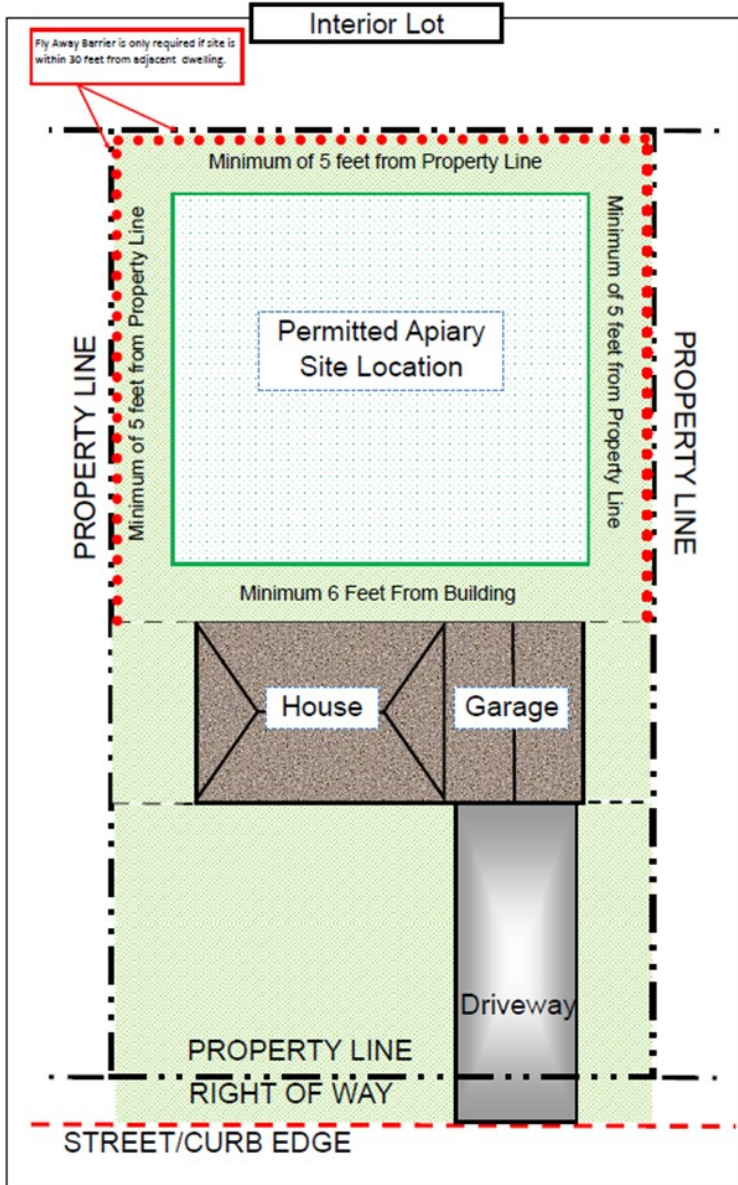 Interior Lot
Fly Away Barrier is only required if site is
within 30 feet from adjacent dwelling.
Minimum of 5 feet from Property Line
PROPERTY LINE
Minimum of 5 feet from Property Line
Permitted Apiary
Site Location
Minimum of 5 feet from Property Line
PROPERTY LINE
Minimum 6 Feet From Building
House
Garage
Driveway
PROPERTY LINE
RIGHT OF WAY
STREET/CURB EDGE